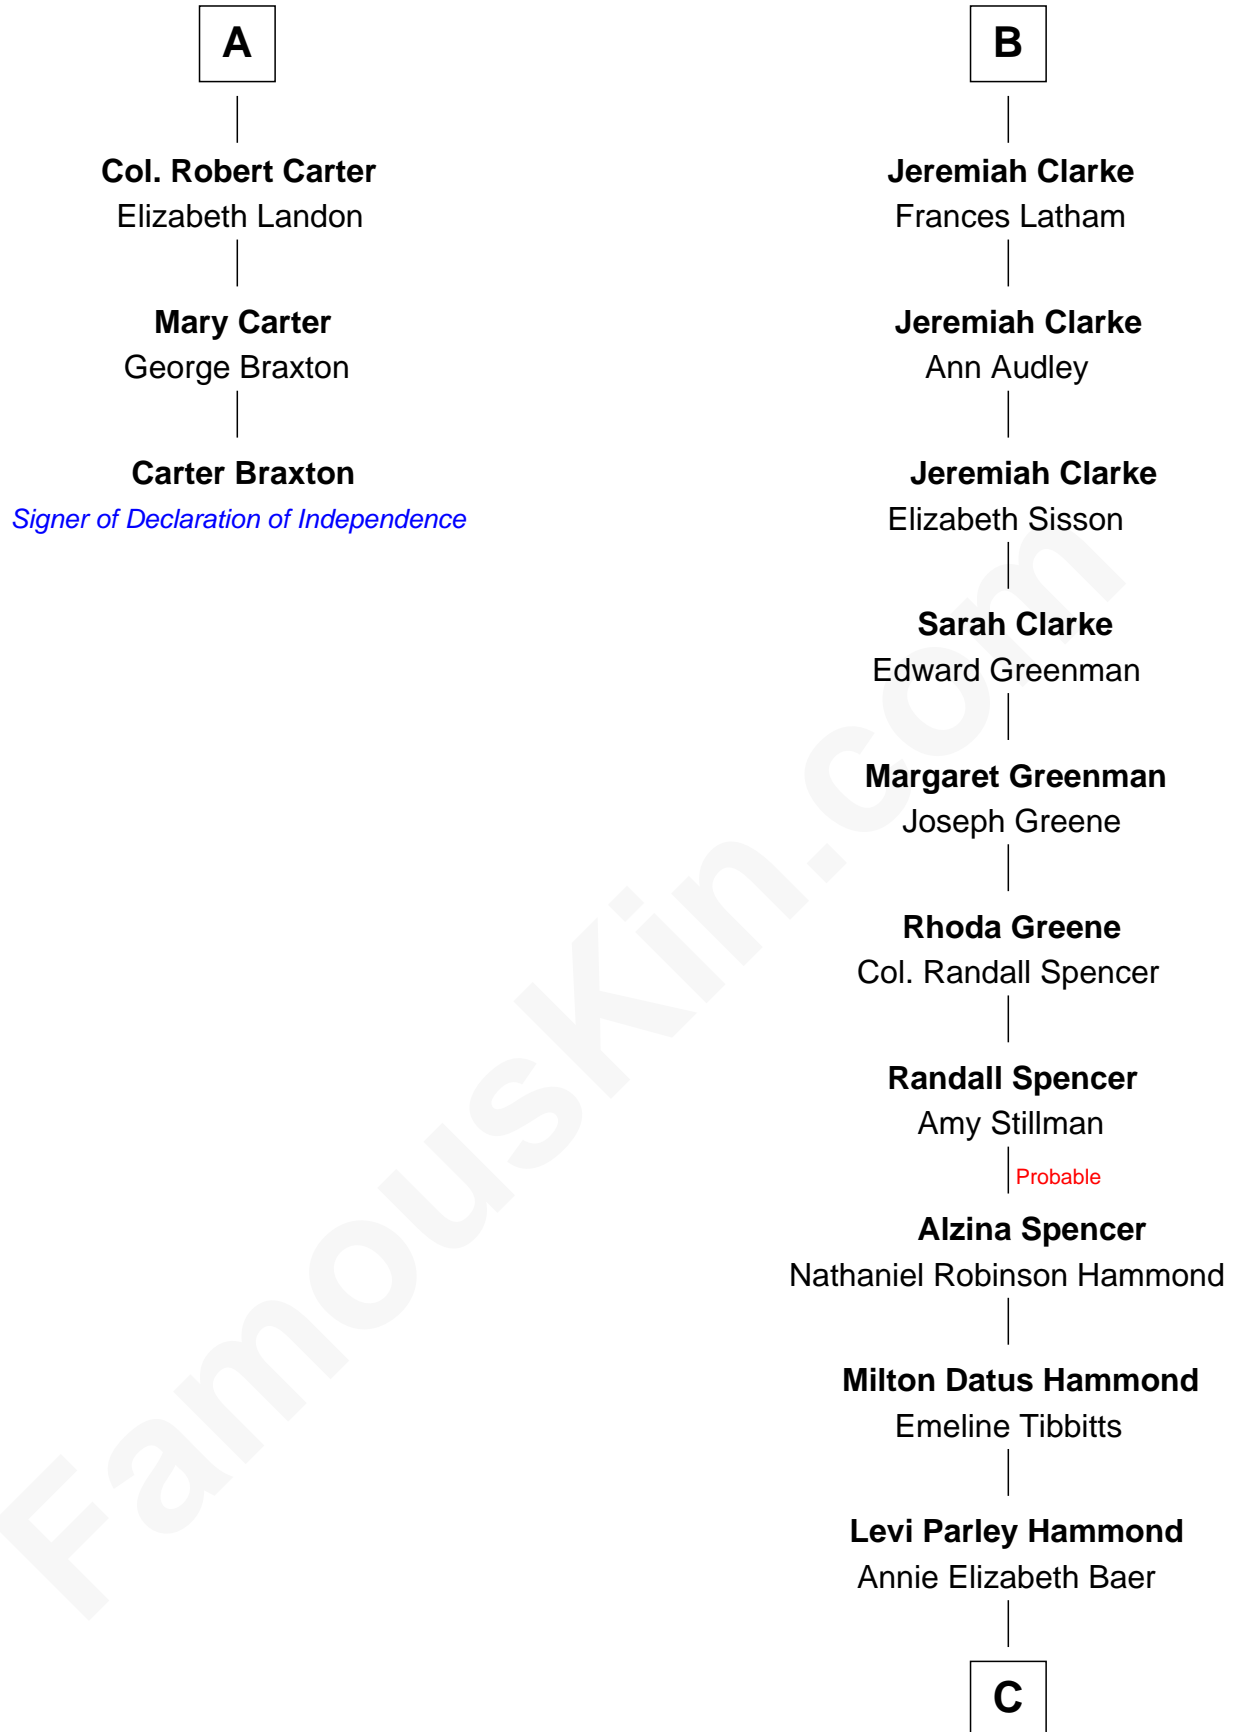 A
Col. Robert Carter
Elizabeth Landon
Mary Carter
George Braxton
Carter Braxton
Signer of Declaration of Independence
B
Jeremiah Clarke
Frances Latham
Jeremiah Clarke
Ann Audley
Jeremiah Clarke
Elizabeth Sisson
Sarah Clarke
Edward Greenman
Margaret Greenman
Joseph Greene
Rhoda Greene
Col. Randall Spencer
Randall Spencer
Amy Stillman
Probable
Alzina Spencer
Nathaniel Robinson Hammond
Milton Datus Hammond
Emeline Tibbitts
Levi Parley Hammond
Annie Elizabeth Baer
C
FamousKin.com